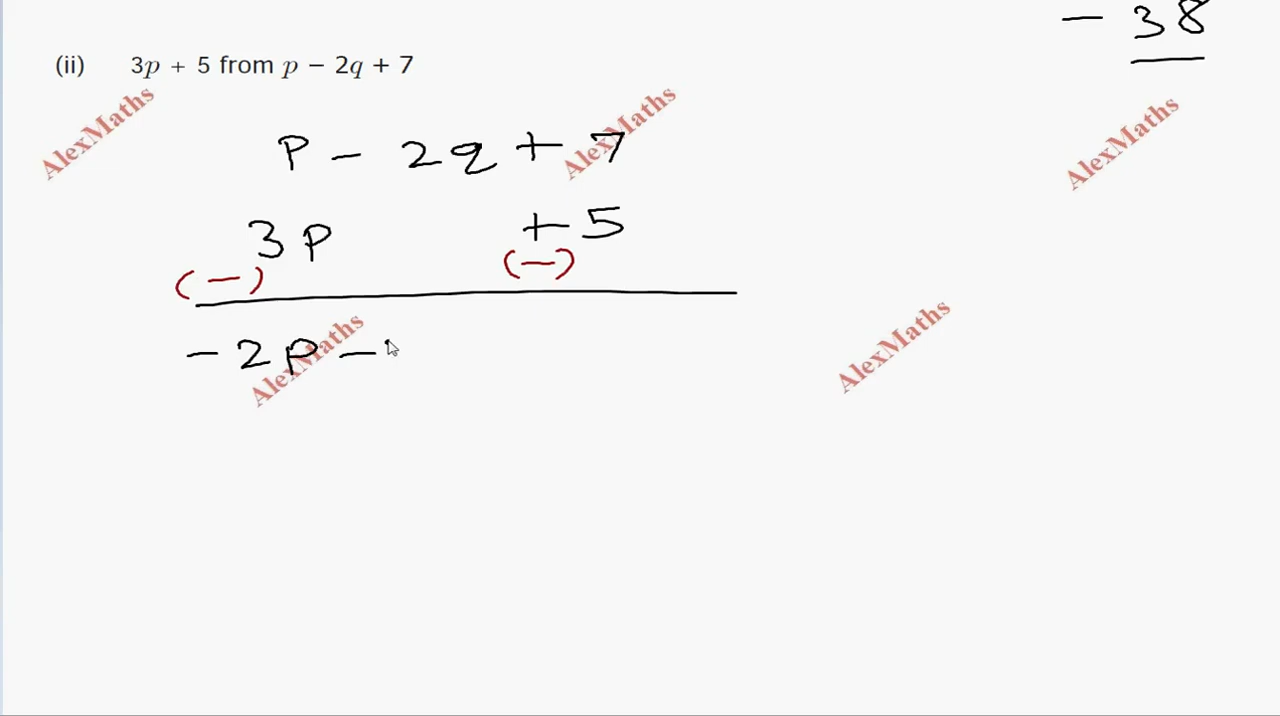 - 38
(ii) 3p + 5 from p − 2q + 7
AlexMaths AlexMaths AlexMaths
p - 2q + 7
3p + 5
(-) (-)
- 2p -
AlexMaths AlexMaths